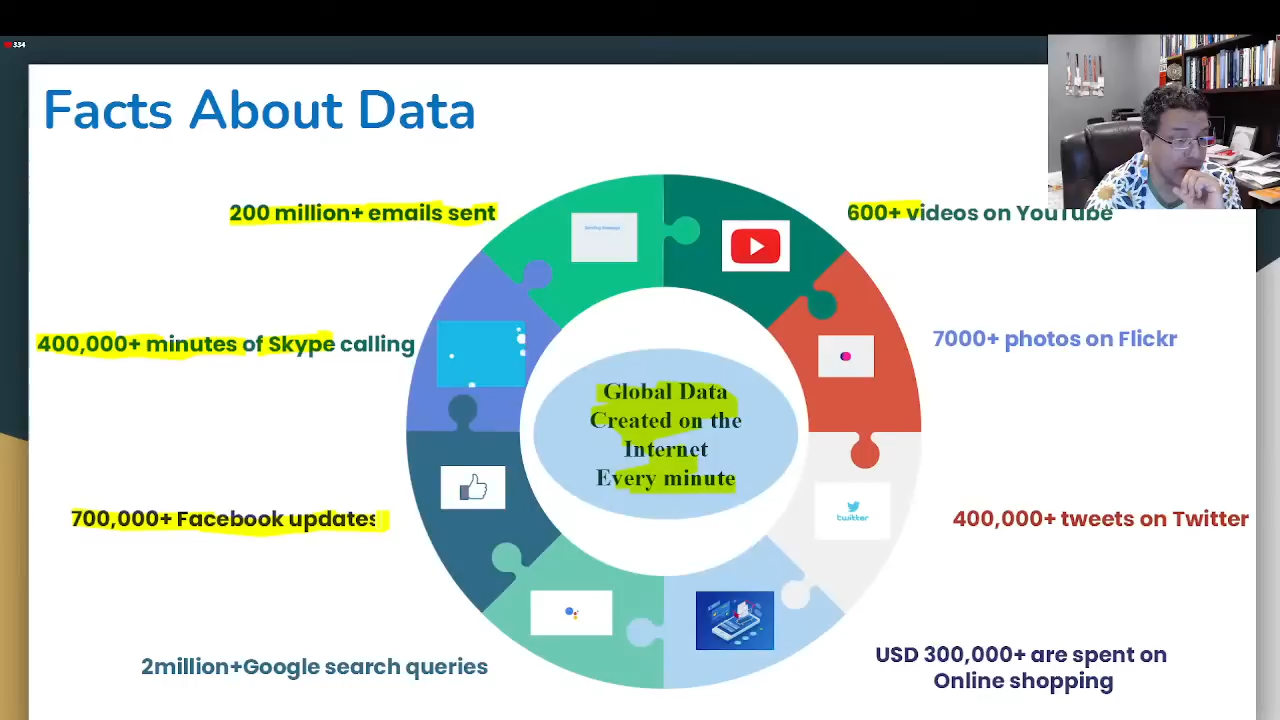 334
Facts About Data
200 million+ emails sent
600+ videos on YouTube
400,000+ minutes of Skype calling
7000+ photos on Flickr
Global Data
Created on the
Internet
Every minute
700,000+ Facebook updates
twitter
400,000+ tweets on Twitter
2million+Google search queries
USD 300,000+ are spent on
Online shopping